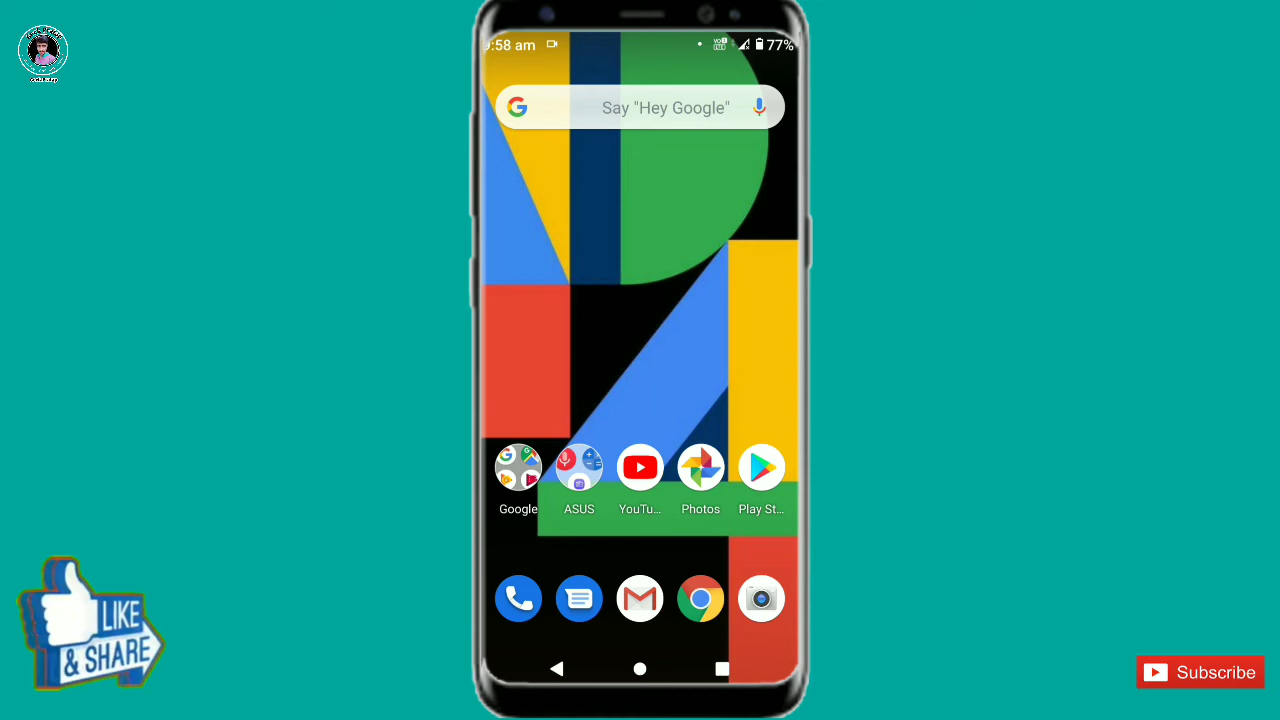 :58 am
77%
Say "Hey Google"
Google
ASUS
YouTu...
Photos
Play St...
LIKE
& SHARE
Subscribe